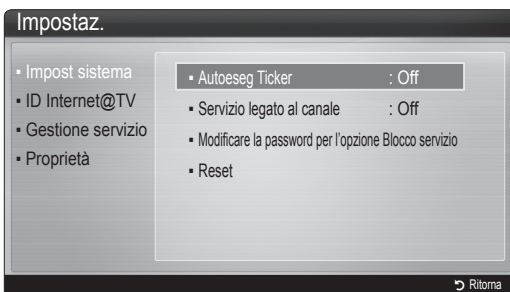 Impostaz.
▪ Impost sistema
▪ ID Internet@TV
▪ Gestione servizio
▪ Proprietà
▪ Autoeseg Ticker : Off
▪ Servizio legato al canale : Off
▪ Modificare la password per l'opzione Blocco servizio
▪ Reset
Ritorna